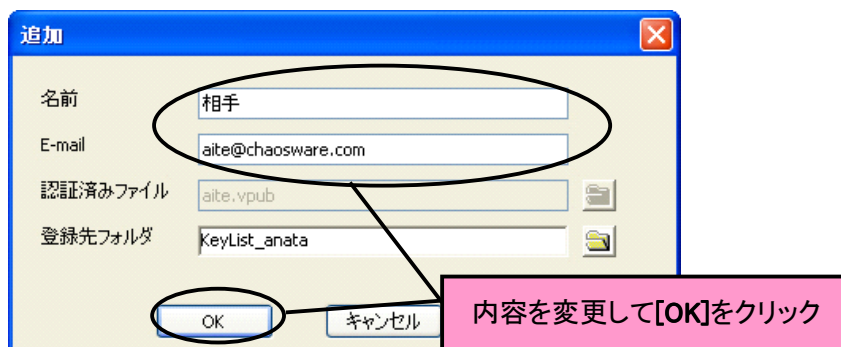 追加
名前
相手
E-mail
aite@chaosware.com
認証済みファイル
aite.vpub
登録先フォルダ
KeyList_anata
OK
キャンセル
内容を変更して[OK]をクリック